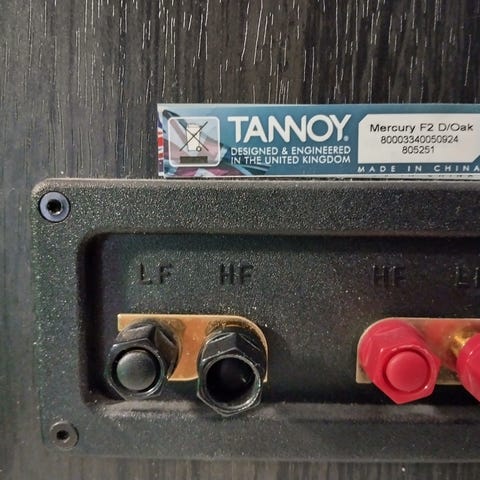 TANNOY®
DESIGNED & ENGINEERED
IN THE UNITED KINGDOM
Mercury F2 D/Oak
80003340050924
805251
MADE IN CHINA
LF HF HF